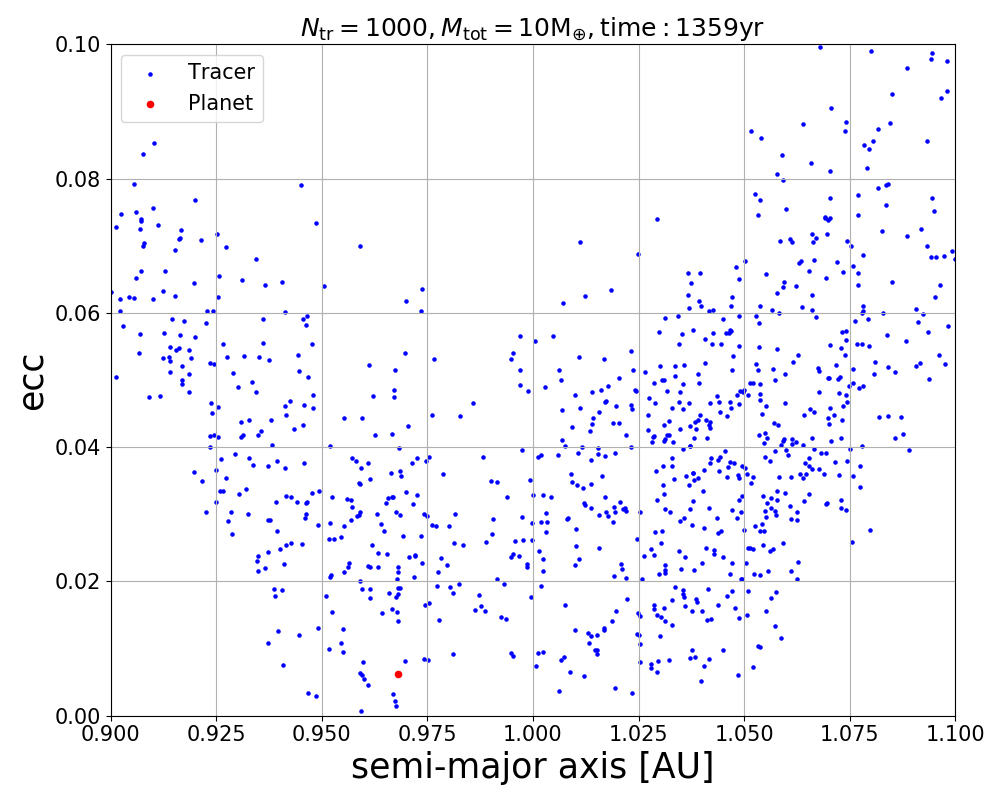 N_tr = 1000, M_tot = 10M_⊕, time : 1359yr
Tracer
Planet
ecc
0.10
0.08
0.06
0.04
0.02
0.00
0.900 0.925 0.950 0.975 1.000 1.025 1.050 1.075 1.100
semi-major axis [AU]